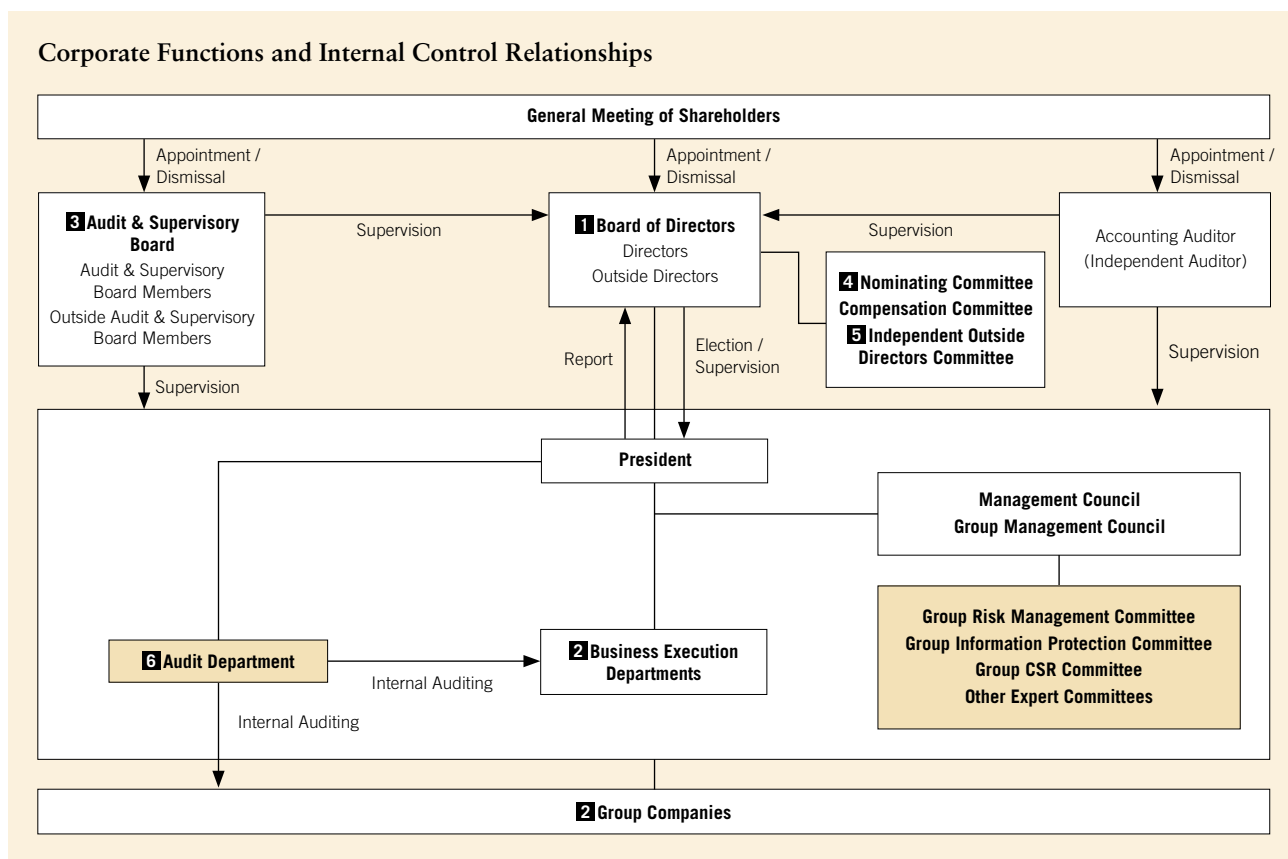 Corporate Functions and Internal Control Relationships
General Meeting of Shareholders
Appointment /
Dismissal
Appointment /
Dismissal
Appointment /
Dismissal
3 Audit & Supervisory
Board
Audit & Supervisory
Board Members
Outside Audit & Supervisory
Board Members
Supervision
1 Board of Directors
Directors
Outside Directors
Supervision
Accounting Auditor
(Independent Auditor)
4 Nominating Committee
Compensation Committee
5 Independent Outside
Directors Committee
Supervision
Report
Election /
Supervision
Supervision
President
Management Council
Group Management Council
Group Risk Management Committee
Group Information Protection Committee
Group CSR Committee
Other Expert Committees
6 Audit Department
Internal Auditing
2 Business Execution
Departments
Internal Auditing
2 Group Companies